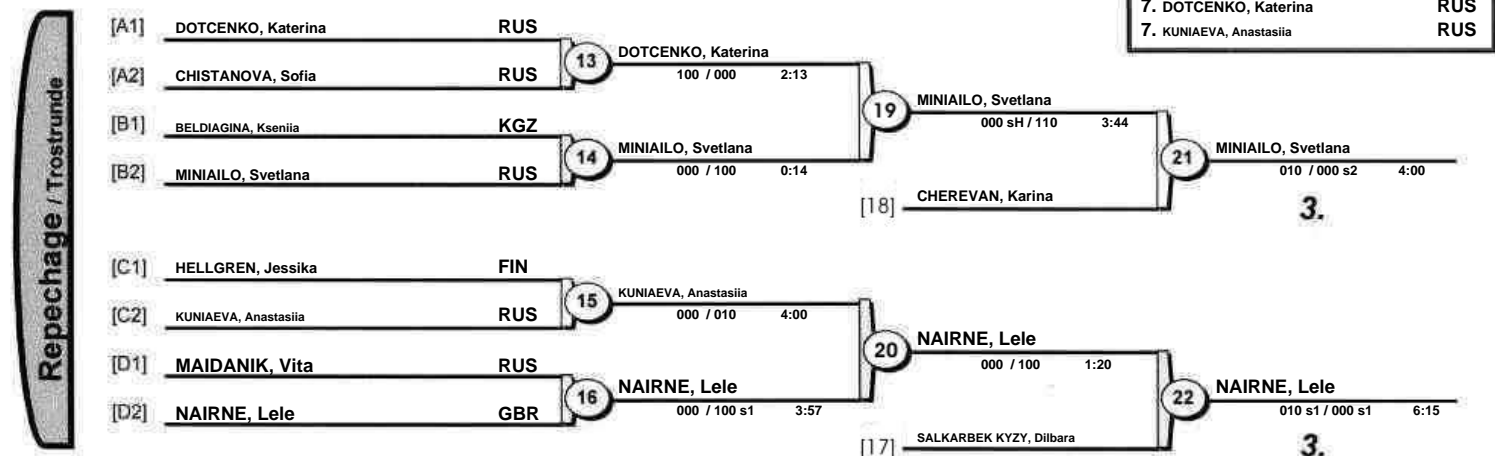 7. DOTCENKO, Katerina RUS
7. KUNIAEVA, Anastasiia RUS
Repechage / Trostrunde
[A1] DOTCENKO, Katerina RUS
[A2] CHISTANOVA, Sofia RUS
13 DOTCENKO, Katerina
100 / 000 2:13
[B1] BELDIAGINA, Kseniia KGZ
[B2] MINIAILO, Svetlana RUS
14 MINIAILO, Svetlana
000 / 100 0:14
19 MINIAILO, Svetlana
000 sH / 110 3:44
[18] CHEREVAN, Karina
21 MINIAILO, Svetlana
010 / 000 s2 4:00
3.
[C1] HELLGREN, Jessika FIN
[C2] KUNIAEVA, Anastasiia RUS
15 KUNIAEVA, Anastasiia
000 / 010 4:00
[D1] MAIDANIK, Vita RUS
[D2] NAIRNE, Lele GBR
16 NAIRNE, Lele
000 / 100 s1 3:57
20 NAIRNE, Lele
000 / 100 1:20
[17] SALKARBEK KYZY, Dilbara
22 NAIRNE, Lele
010 s1 / 000 s1 6:15
3.